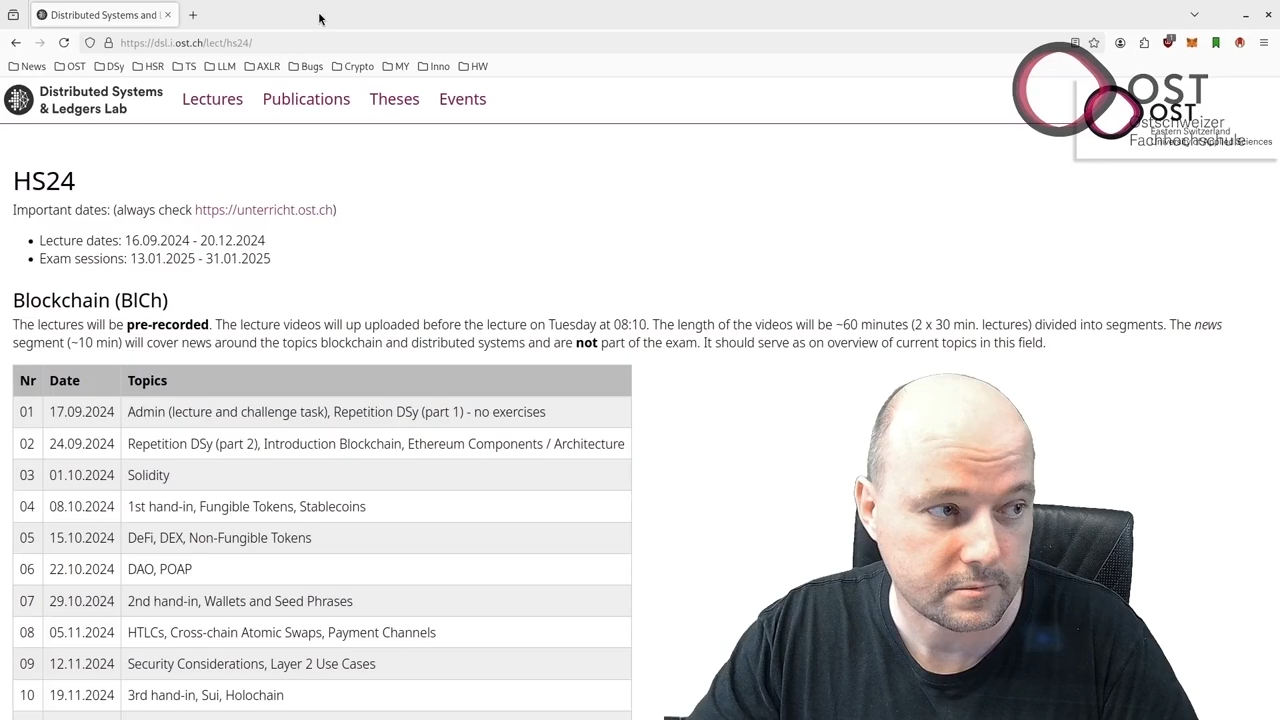 Distributed Systems and
https://dsl.i.ost.ch/lect/hs24/
News OST DSy HSR TS LLM AXLR Bugs Crypto MY Inno HW
Distributed Systems
& Ledgers Lab
Lectures Publications Theses Events
OST
Ostschweizer
Fachhochschule
OST
Eastern Switzerland
University of Applied Sciences
HS24
Important dates: (always check https://unterricht.ost.ch)
• Lecture dates: 16.09.2024 - 20.12.2024
• Exam sessions: 13.01.2025 - 31.01.2025
Blockchain (BlCh)
The lectures will be pre-recorded. The lecture videos will up uploaded before the lecture on Tuesday at 08:10. The length of the videos will be ~60 minutes (2 x 30 min. lectures) divided into segments. The news
segment (~10 min) will cover news around the topics blockchain and distributed systems and are not part of the exam. It should serve as on overview of current topics in this field.
Nr Date Topics
01 17.09.2024 Admin (lecture and challenge task), Repetition DSy (part 1) - no exercises
02 24.09.2024 Repetition DSy (part 2), Introduction Blockchain, Ethereum Components / Architecture
03 01.10.2024 Solidity
04 08.10.2024 1st hand-in, Fungible Tokens, Stablecoins
05 15.10.2024 DeFi, DEX, Non-Fungible Tokens
06 22.10.2024 DAO, POAP
07 29.10.2024 2nd hand-in, Wallets and Seed Phrases
08 05.11.2024 HTLCs, Cross-chain Atomic Swaps, Payment Channels
09 12.11.2024 Security Considerations, Layer 2 Use Cases
10 19.11.2024 3rd hand-in, Sui, Holochain